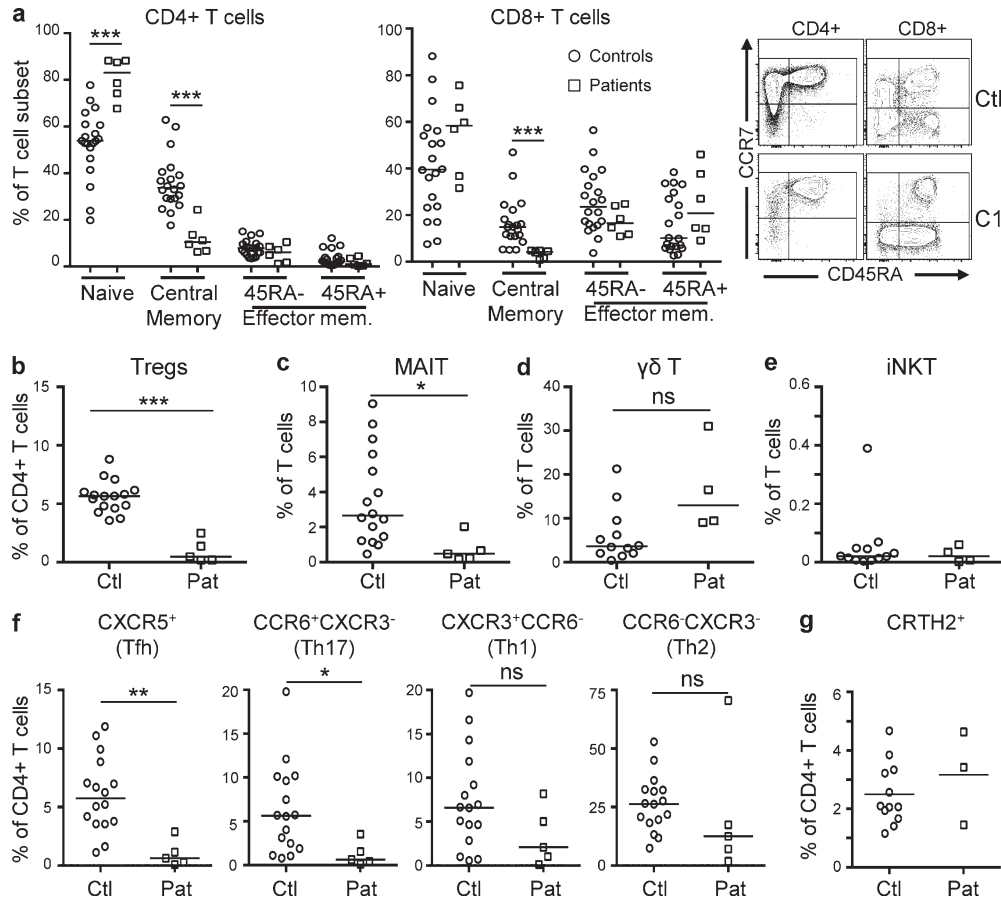 a
CD4+ T cells
CD8+ T cells
CD4+ CD8+
% of T cell subset
100
80
60
40
20
0
***
***
100
80
60
40
20
0
***
Controls
Patients
CCR7
Ctl
C1
CD45RA
Naive Central Memory 45RA- 45RA+
Effector mem.
Naive Central Memory 45RA- 45RA+
Effector mem.
b
Tregs
% of CD4+ T cells
15
10
5
0
***
Ctl Pat
c
MAIT
% of T cells
10
8
6
4
2
0
*
Ctl Pat
d
γδ T
% of T cells
40
30
20
10
0
ns
Ctl Pat
e
iNKT
% of T cells
0.6
0.4
0.2
0
Ctl Pat
f
CXCR5⁺
(Tfh)
% of CD4+ T cells
15
10
5
0
**
Ctl Pat
CCR6⁺CXCR3⁻
(Th17)
20
15
10
5
0
*
Ctl Pat
CXCR3⁺CCR6⁻
(Th1)
20
15
10
5
0
ns
Ctl Pat
CCR6⁻CXCR3⁻
(Th2)
75
50
25
0
ns
Ctl Pat
g
CRTH2⁺
% of CD4+ T cells
6
4
2
0
Ctl Pat